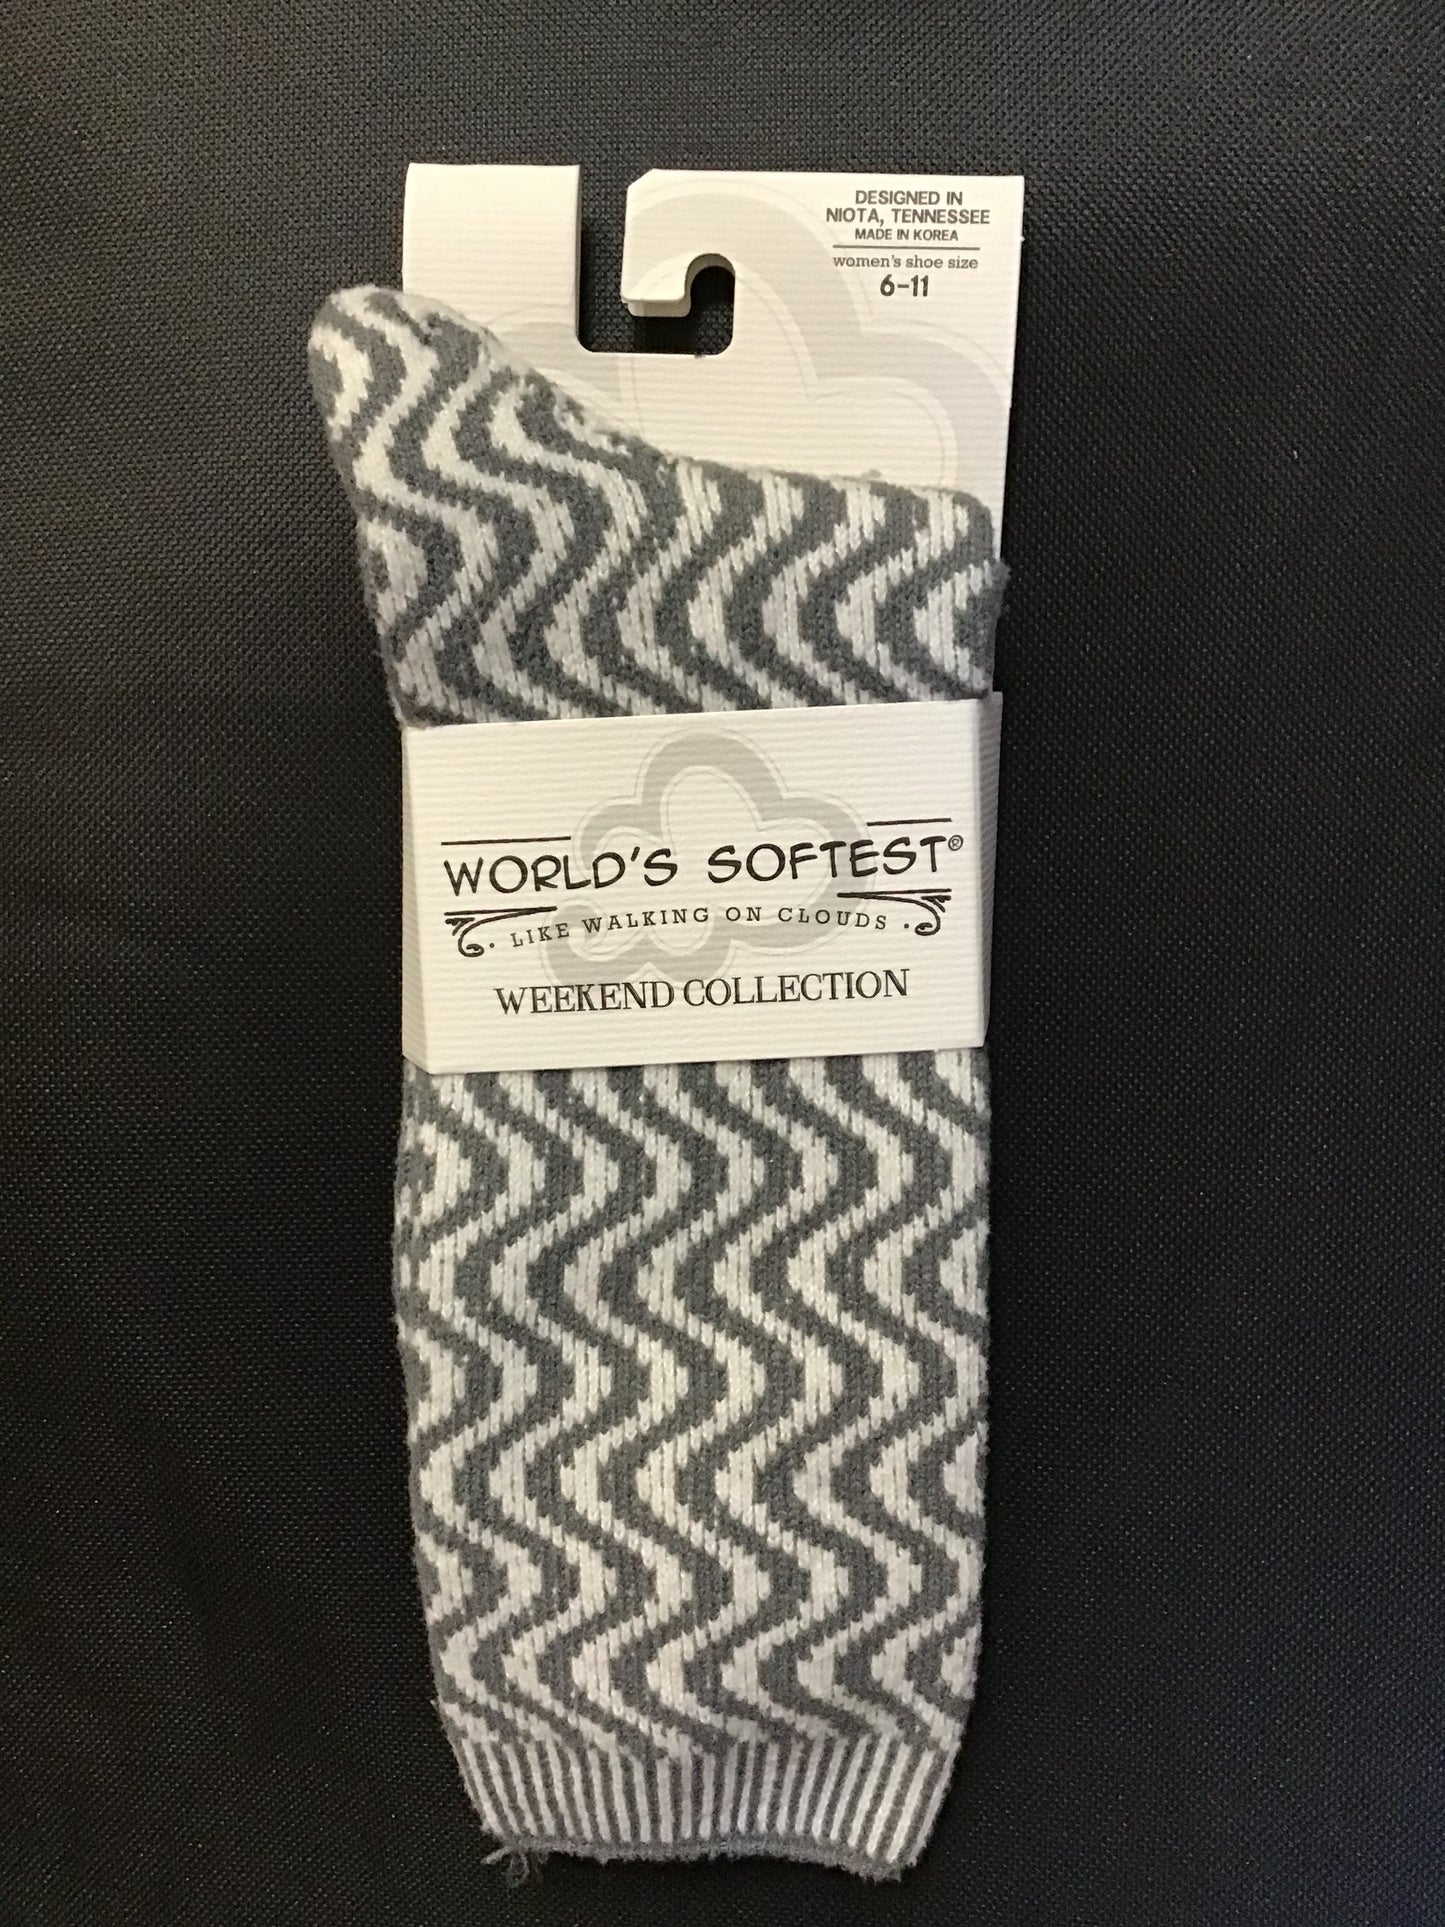 DESIGNED IN
NIOTA, TENNESSEE
MADE IN KOREA
women's shoe size
6-11
WORLD'S SOFTEST®
· LIKE WALKING ON CLOUDS ·
WEEKEND COLLECTION